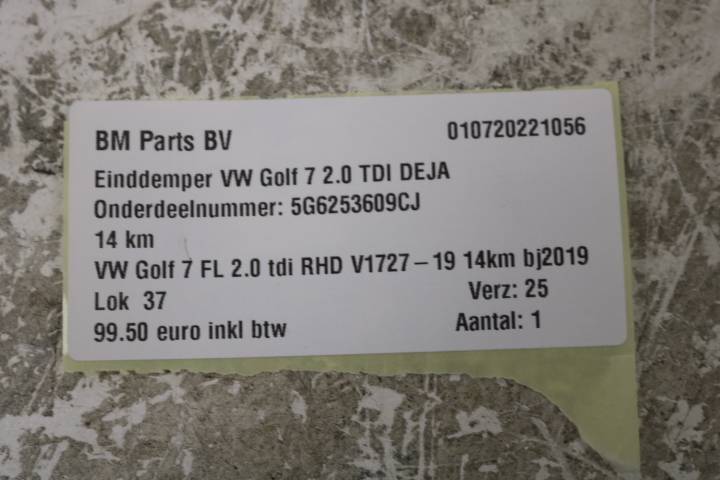 BM Parts BV 010720221056
Einddemper VW Golf 7 2.0 TDI DEJA
Onderdeelnummer: 5G6253609CJ
14 km
VW Golf 7 FL 2.0 tdi RHD V1727-19 14km bj2019
Lok 37 Verz: 25
99.50 euro inkl btw Aantal: 1